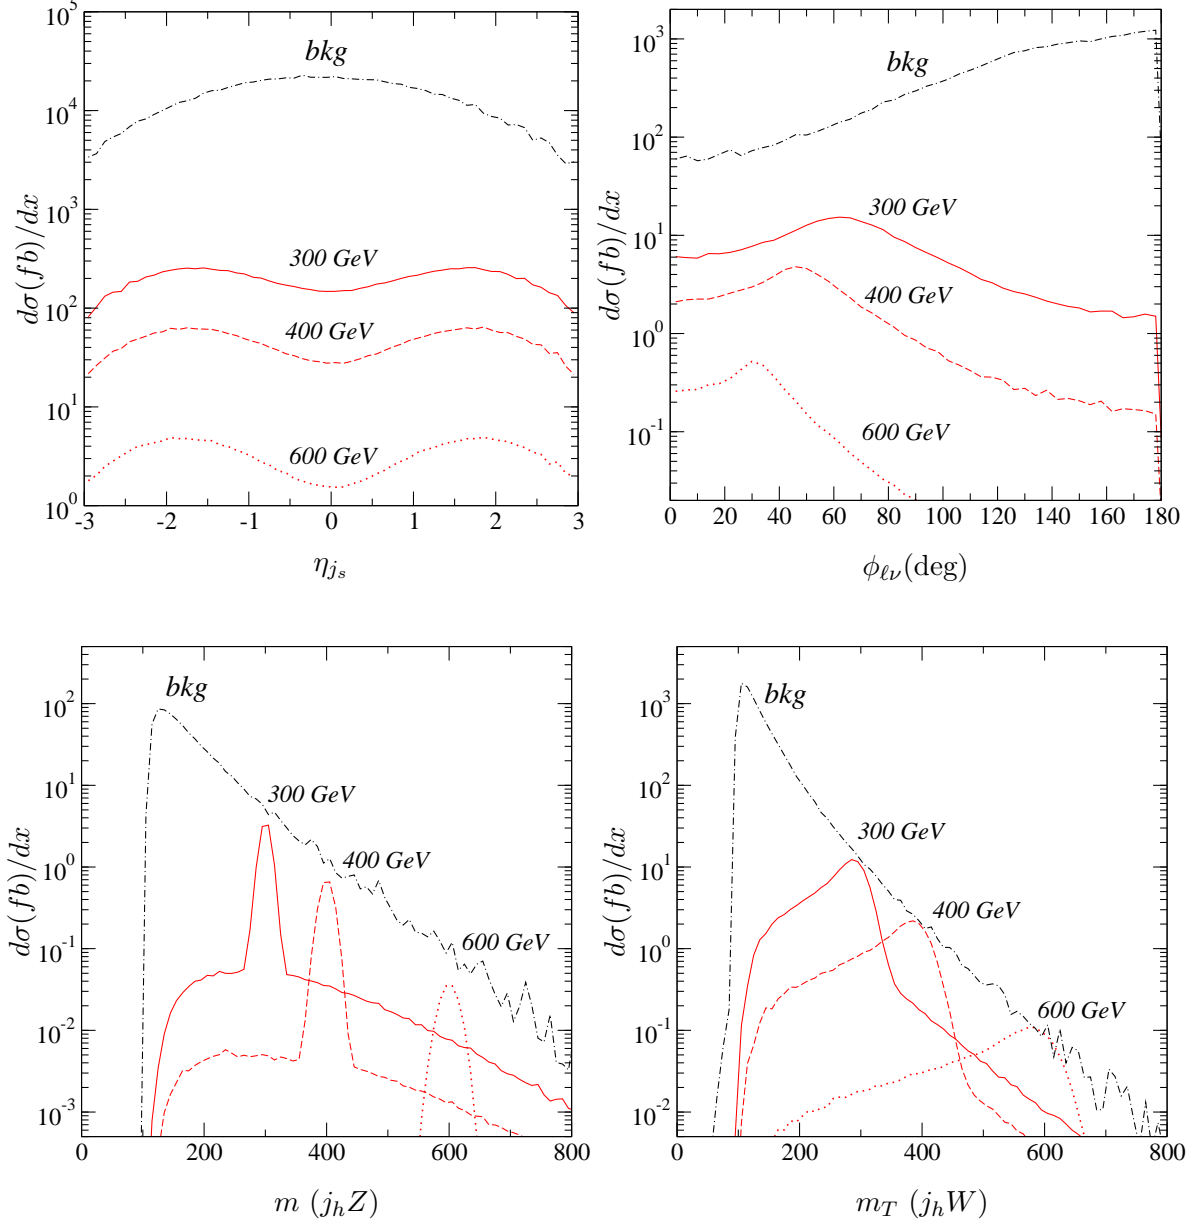 10^5
10^4
10^3
10^2
10^1
10^0
dσ(fb)/dx
bkg
300 GeV
400 GeV
600 GeV
-3 -2 -1 0 1 2 3
η_{j_s}
10^3
10^2
10^1
10^0
10^{-1}
dσ(fb)/dx
bkg
300 GeV
400 GeV
600 GeV
0 20 40 60 80 100 120 140 160 180
ϕ_{ℓν}(deg)
10^2
10^1
10^0
10^{-1}
10^{-2}
10^{-3}
dσ(fb)/dx
bkg
300 GeV
400 GeV
600 GeV
0 200 400 600 800
m (j_hZ)
10^3
10^2
10^1
10^0
10^{-1}
10^{-2}
dσ(fb)/dx
bkg
300 GeV
400 GeV
600 GeV
0 200 400 600 800
m_T (j_hW)